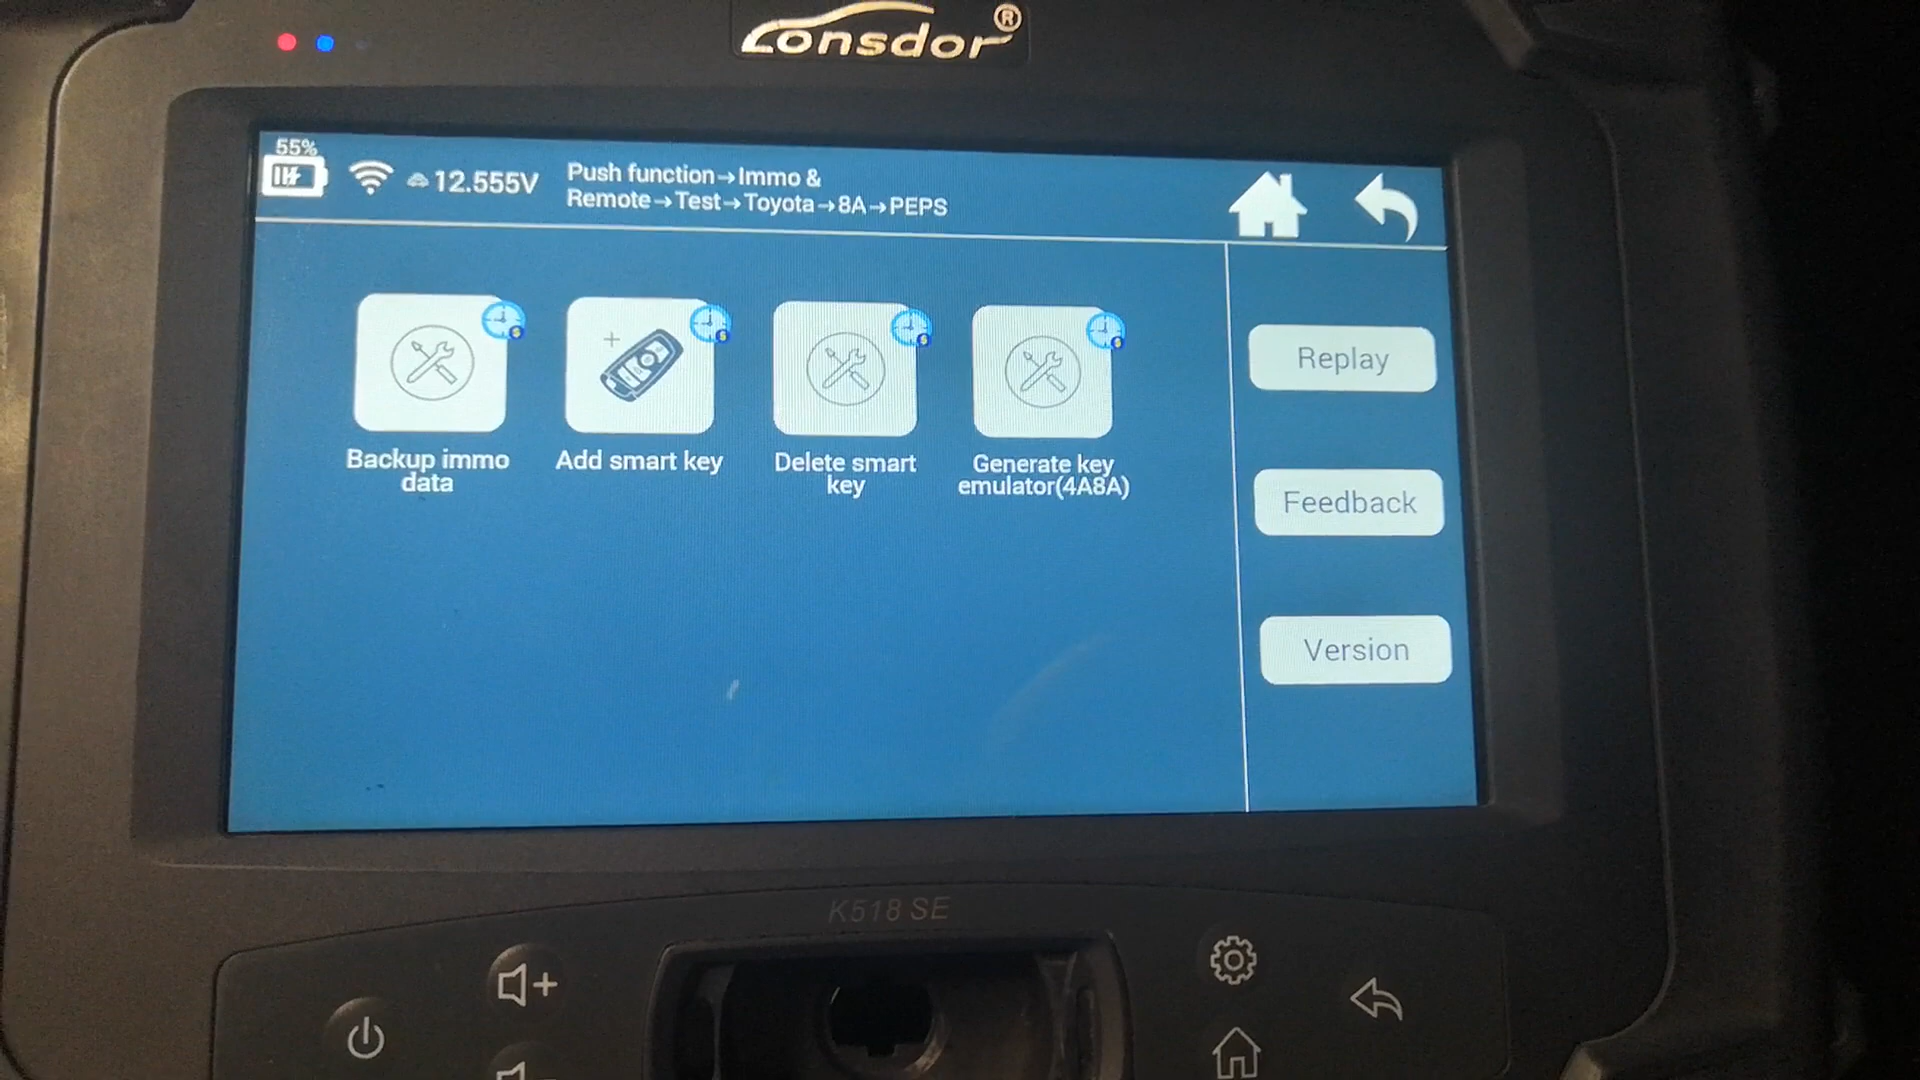 Lonsdor®
55%
12.555V
Push function→Immo &
Remote→Test→Toyota→8A→PEPS
Backup immo
data
Add smart key
Delete smart
key
Generate key
emulator(4A8A)
Replay
Feedback
Version
K518 SE